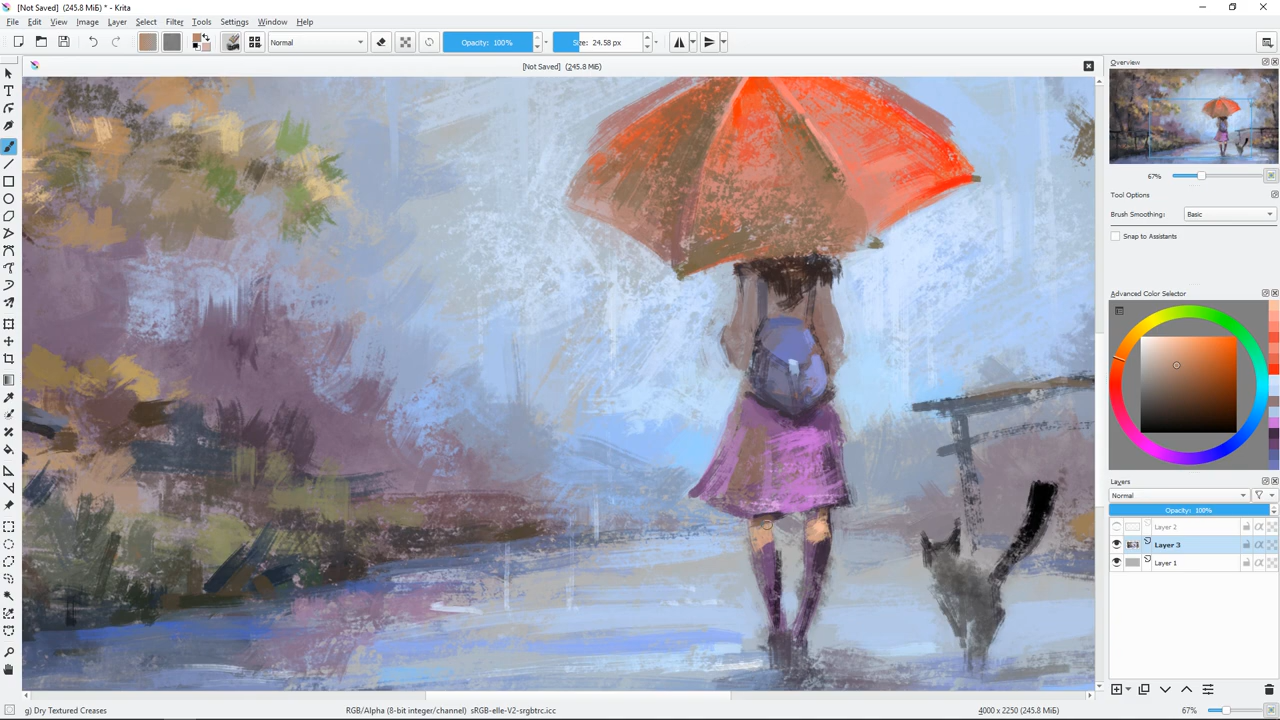 [Not Saved] (245.8 MiB) * - Krita
File Edit View Image Layer Select Filter Tools Settings Window Help
Normal
Opacity: 100%
Size: 24.58 px
[Not Saved] (245.8 MiB)
Overview
67%
Tool Options
Brush Smoothing: Basic
Snap to Assistants
Advanced Color Selector
Layers
Normal
Opacity: 100%
Layer 2
Layer 3
Layer 1
g) Dry Textured Creases
RGB/Alpha (8-bit integer/channel) sRGB-elle-V2-srgbtrc.icc
4000 x 2250 (245.8 MiB)
67%